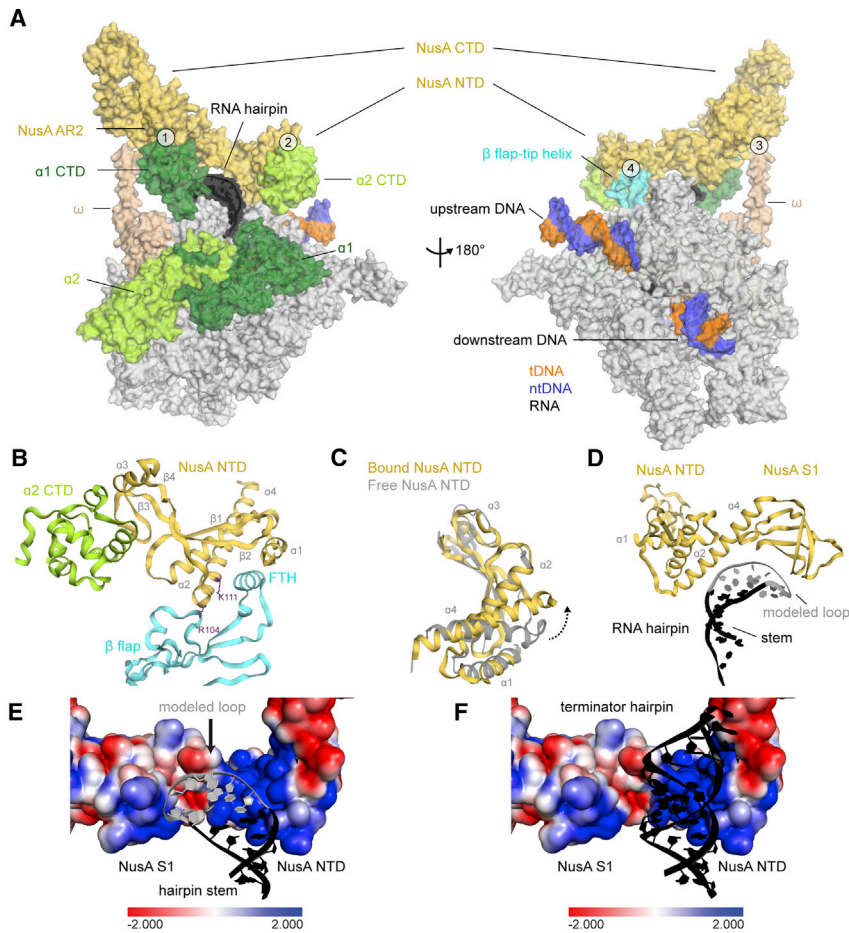 A
NusA CTD
NusA NTD
RNA hairpin
NusA AR2
1
2
α1 CTD
α2 CTD
ω
α1
α2
180°
3
β flap-tip helix
4
ω
upstream DNA
downstream DNA
tDNA
ntDNA
RNA
B
NusA NTD
α3
β4
α2 CTD
α4
β3
β1
β2
α1
α2
FTH
K111
R104
β flap
C
Bound NusA NTD
Free NusA NTD
α3
α2
α4
α1
D
NusA NTD
NusA S1
α4
α1
α2
modeled loop
RNA hairpin
stem
E
modeled loop
NusA S1
NusA NTD
hairpin stem
-2.000
2.000
F
terminator hairpin
NusA S1
NusA NTD
-2.000
2.000